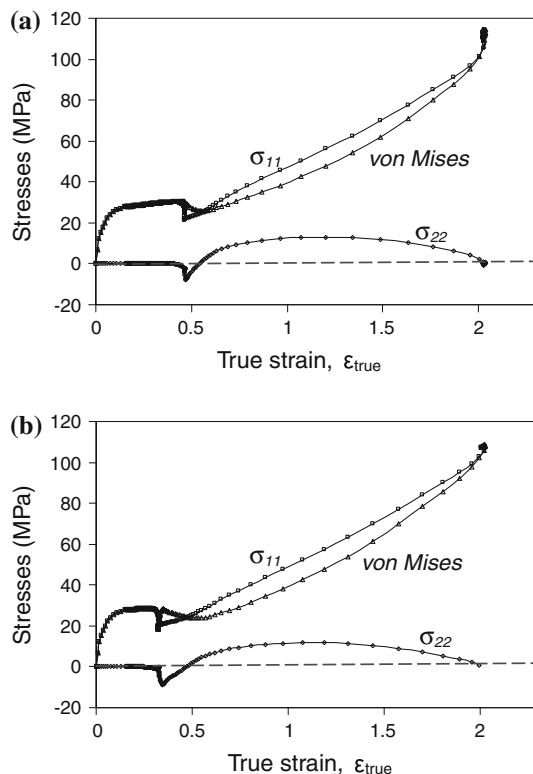 (a)
120
100
80
60
40
20
0
-20
Stresses (MPa)
σ11
von Mises
σ22
0 0.5 1 1.5 2
True strain, εtrue
(b)
120
100
80
60
40
20
0
-20
Stresses (MPa)
σ11
von Mises
σ22
0 0.5 1 1.5 2
True strain, εtrue